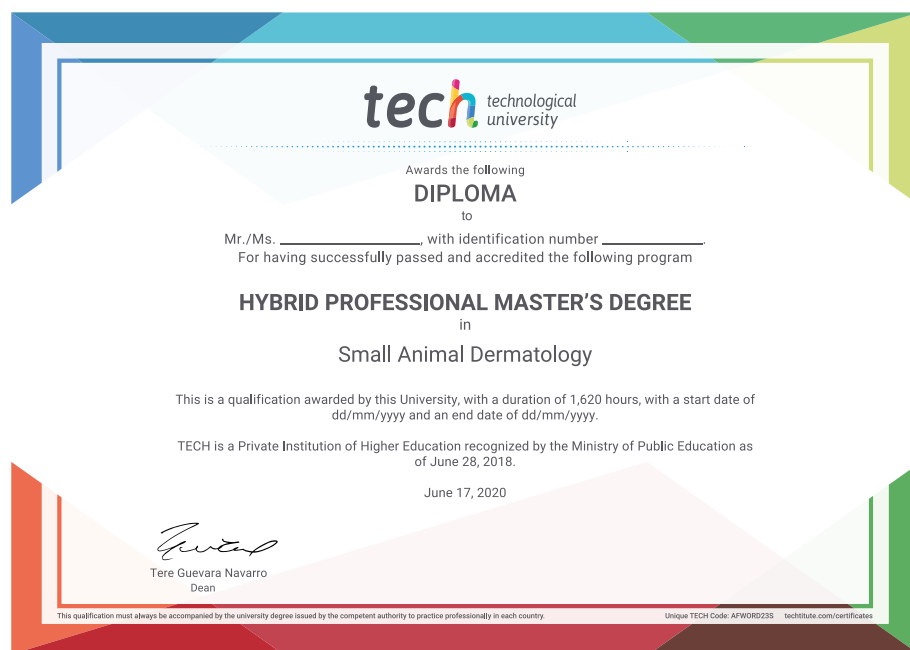 tech technological
university
Awards the following
DIPLOMA
to
Mr./Ms. ________________, with identification number ____________.
For having successfully passed and accredited the following program
HYBRID PROFESSIONAL MASTER’S DEGREE
in
Small Animal Dermatology
This is a qualification awarded by this University, with a duration of 1,620 hours, with a start date of
dd/mm/yyyy and an end date of dd/mm/yyyy.
TECH is a Private Institution of Higher Education recognized by the Ministry of Public Education as
of June 28, 2018.
June 17, 2020
Tere Guevara Navarro
Dean
This qualification must always be accompanied by the university degree issued by the competent authority to practice professionally in each country. Unique TECH Code: AFWORD23S techtitute.com/certificates